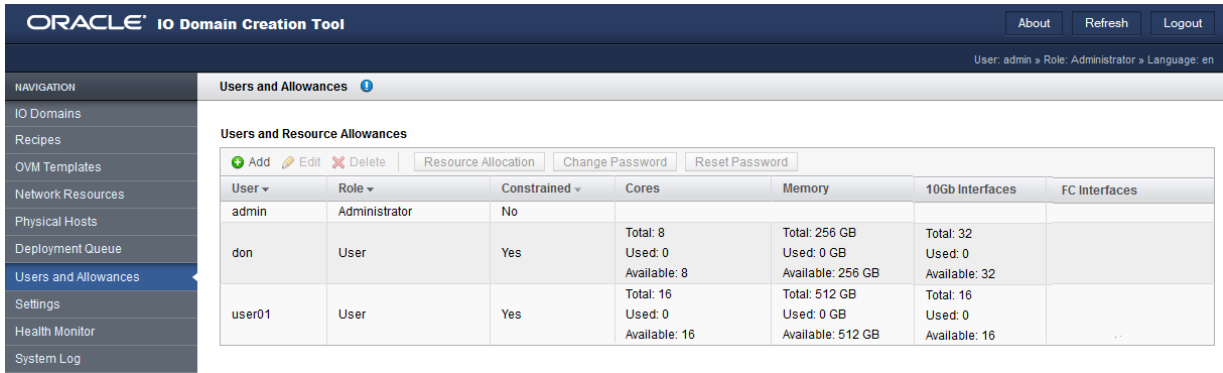 ORACLE IO Domain Creation Tool
About Refresh Logout
User: admin » Role: Administrator » Language: en
NAVIGATION
IO Domains
Recipes
OVM Templates
Network Resources
Physical Hosts
Deployment Queue
Users and Allowances
Settings
Health Monitor
System Log
Users and Allowances
Users and Resource Allowances
Add Edit Delete Resource Allocation Change Password Reset Password
User Role Constrained Cores Memory 10Gb Interfaces FC Interfaces
admin Administrator No
Total: 8 Total: 256 GB Total: 32
don User Yes Used: 0 Used: 0 GB Used: 0
Available: 8 Available: 256 GB Available: 32
Total: 16 Total: 512 GB Total: 16
user01 User Yes Used: 0 Used: 0 GB Used: 0
Available: 16 Available: 512 GB Available: 16